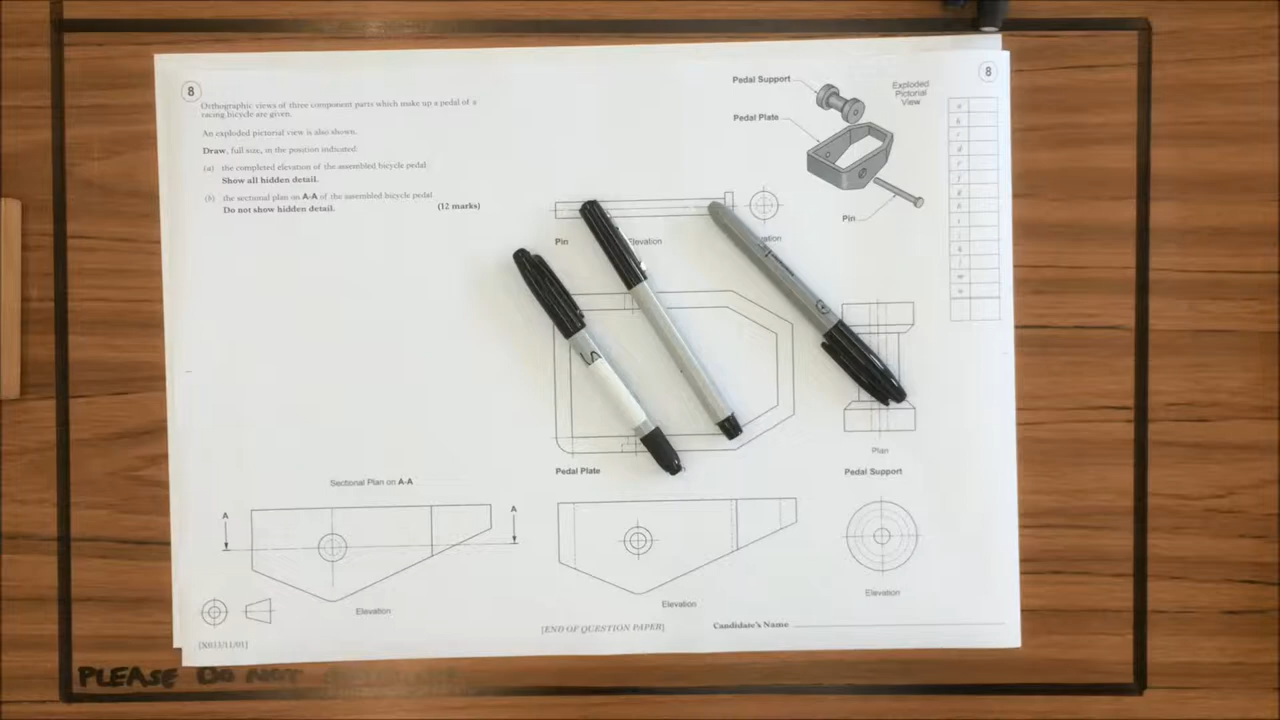 8
Orthographic views of three component parts which make up a pedal of a
racing bicycle are given.
An exploded pictorial view is also shown.
Draw, full size, in the position indicated:
(a) the completed elevation of the assembled bicycle pedal
Show all hidden detail.
(b) the sectional plan on A-A of the assembled bicycle pedal
Do not show hidden detail.
(12 marks)
Pedal Support
Pedal Plate
Pin
Exploded
Pictorial
View
8
Pin
Elevation
Pedal Plate
Plan
Pedal Support
Sectional Plan on A-A
A
A
Elevation
Elevation
Elevation
[END OF QUESTION PAPER]
Candidate's Name
[X013/11/01]
PLEASE DO NOT